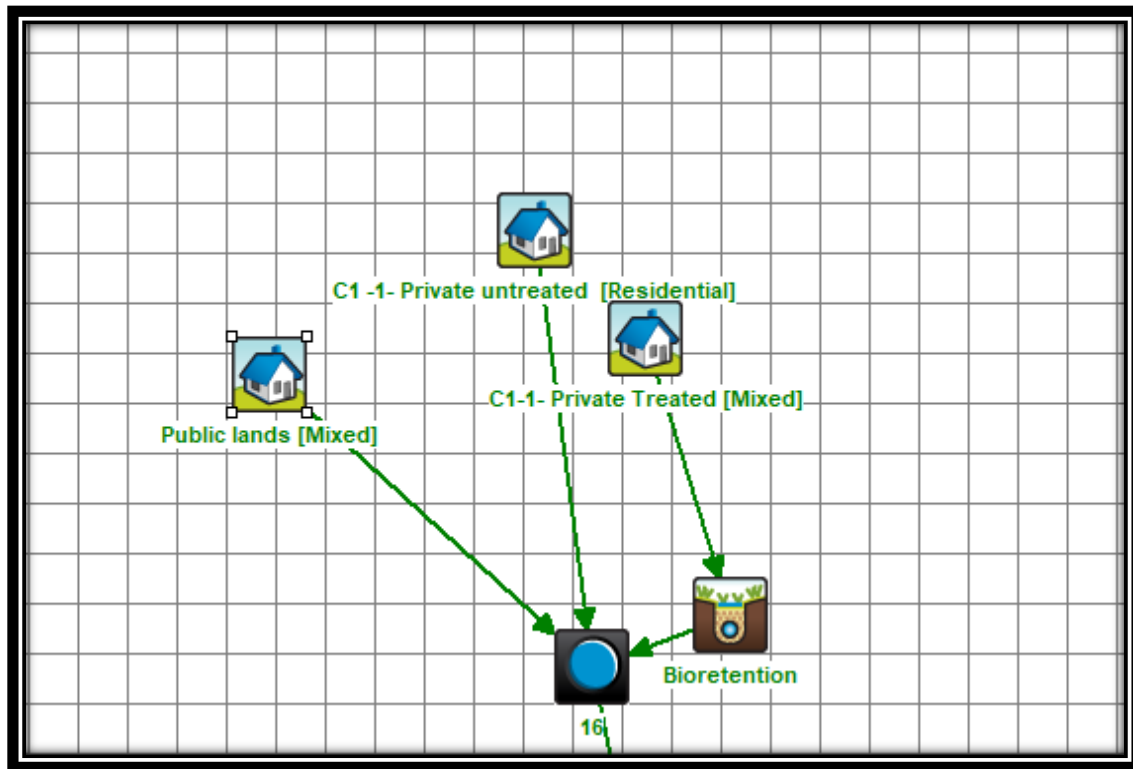 C1 -1- Private untreated [Residential]
C1-1- Private Treated [Mixed]
Public lands [Mixed]
Bioretention
16